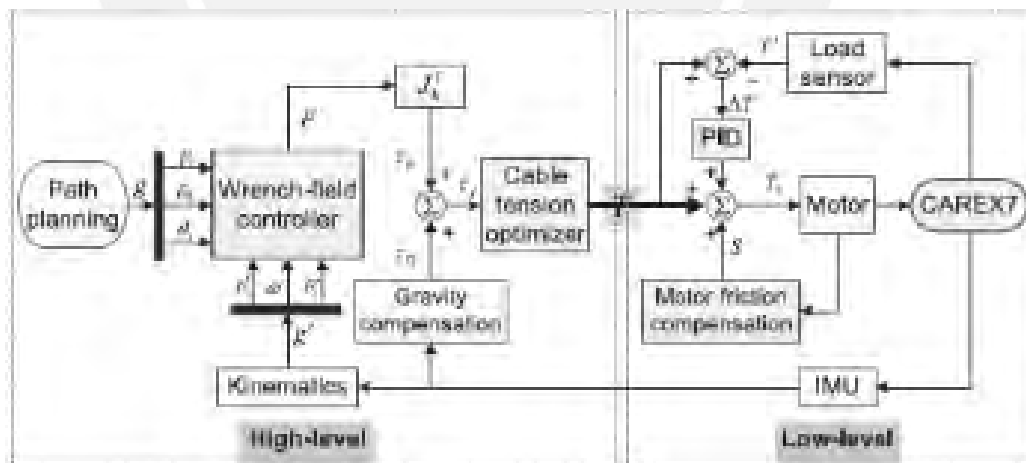 Path
planning
Wrench-field
controller
Cable
tension
optimizer
Gravity
compensation
Kinematics
High-level
Σ
Load
sensor
Σ
ΔT
PID
Σ
Motor
CAREX7
S
Motor friction
compensation
IMU
Low-level